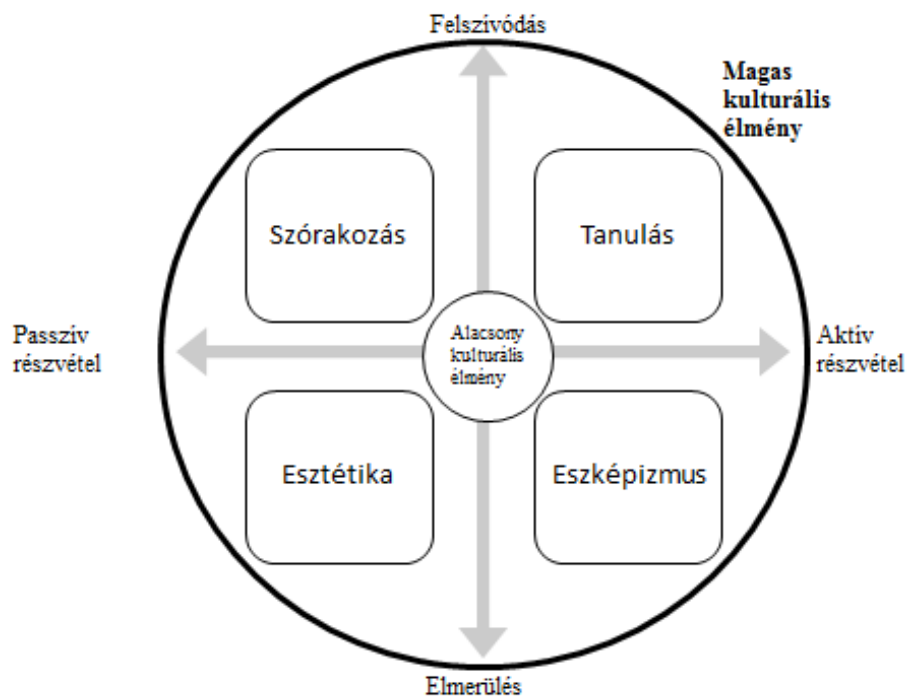 Felszívódás
Magas
kulturális
élmény
Szórakozás
Tanulás
Passzív
részvétel
Alacsony
kulturális
élmény
Aktív
részvétel
Esztétika
Eszképizmus
Elmerülés